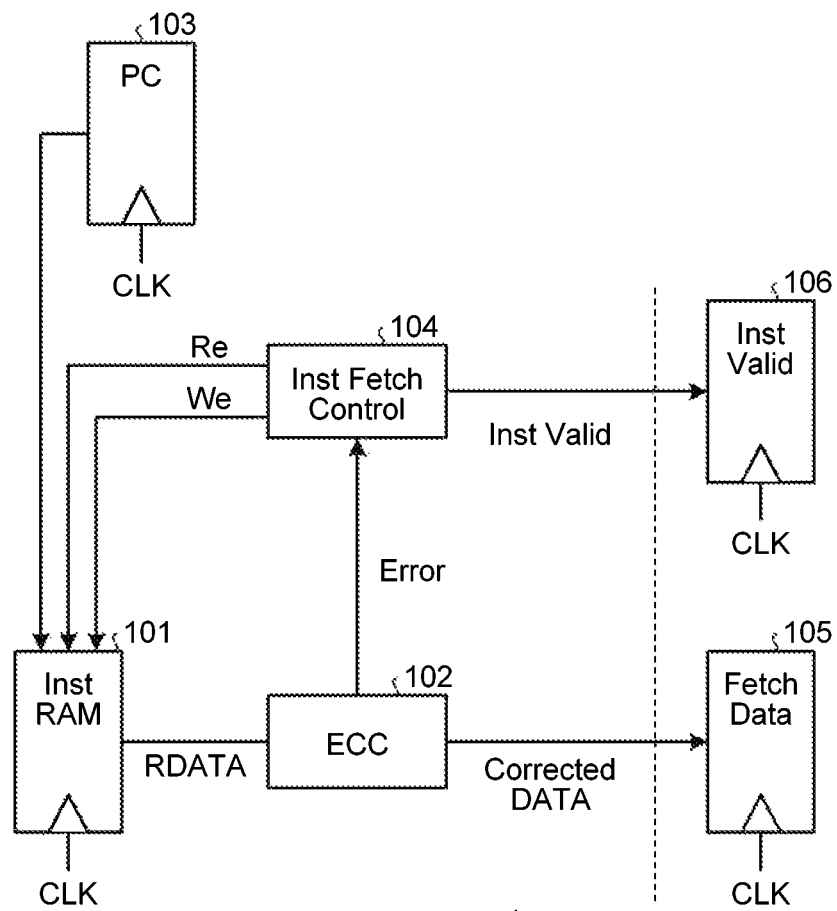 103
PC
CLK
104
Re
Inst Fetch
Control
We
Inst Valid
106
Inst
Valid
CLK
Error
101
Inst
RAM
CLK
RDATA
102
ECC
Corrected
DATA
105
Fetch
Data
CLK